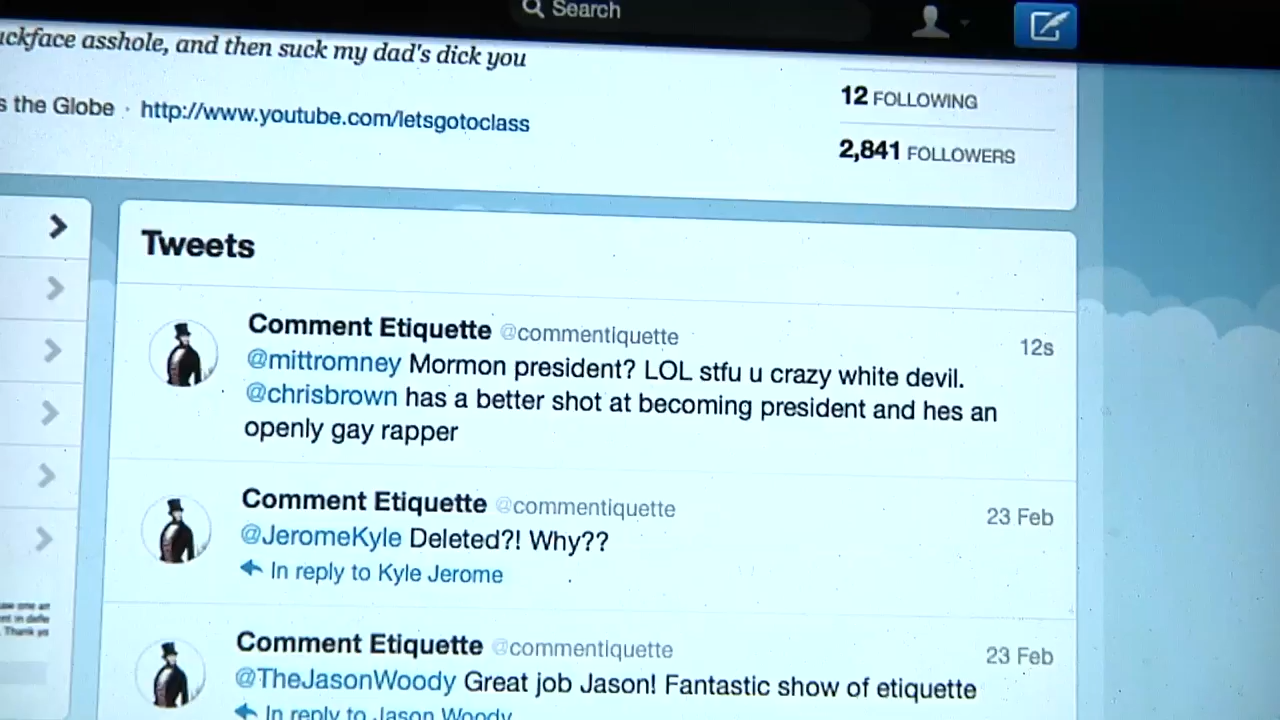 Search
asshole, and then suck my dad's dick you
12 FOLLOWING
the Globe · http://www.youtube.com/letsgotoclass
2,841 FOLLOWERS
Tweets
Comment Etiquette @commentiquette 12s
@mittromney Mormon president? LOL stfu u crazy white devil.
@chrisbrown has a better shot at becoming president and hes an
openly gay rapper
Comment Etiquette @commentiquette 23 Feb
@JeromeKyle Deleted?! Why??
In reply to Kyle Jerome
Comment Etiquette @commentiquette 23 Feb
@TheJasonWoody Great job Jason! Fantastic show of etiquette
In reply to Jason Woody